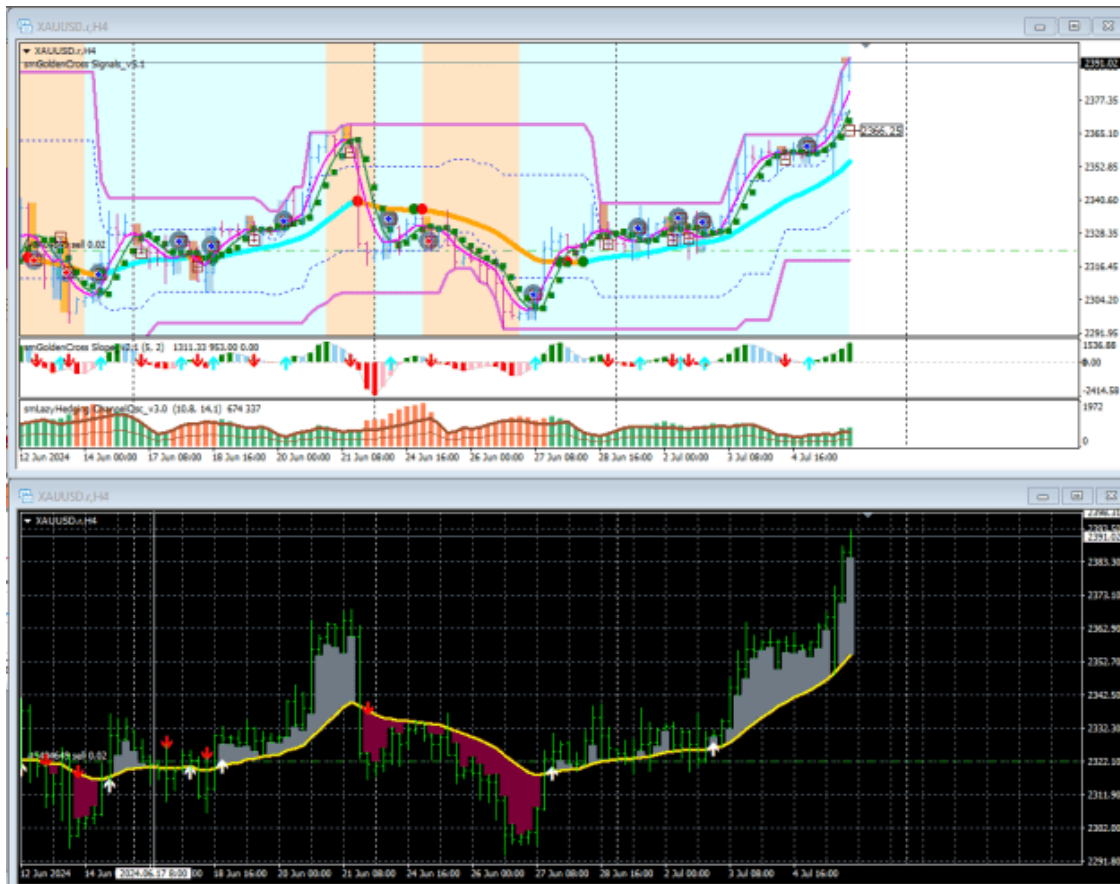 XAUUSD.r,H4
XAUUSD.r,H4
smGoldenCross Signals_v5.1
2391.02
2377.35
2366.25
2365.10
2352.85
2340.60
2328.35
sell 0.02
2316.45
2304.20
2291.95
smGoldenCross Slope (5, 2) 1311.33 953.00 0.00
1536.88
0.00
-2414.58
smLazyHedging ChannelOsc_v3.0 (10.8, 14,1) 674 337
1972
0
12 Jun 2024 14 Jun 00:00 17 Jun 08:00 18 Jun 16:00 20 Jun 00:00 21 Jun 08:00 24 Jun 16:00 26 Jun 00:00 27 Jun 08:00 28 Jun 16:00 2 Jul 00:00 3 Jul 08:00 4 Jul 16:00
XAUUSD.r,H4
XAUUSD.r,H4
2391.02
2383.30
2373.10
2362.90
2352.70
2342.50
2332.30
sell 0.02
2322.10
2311.90
2302.00
2291.80
12 Jun 2024 14 Jun 2024.06.17 8:00 18 Jun 16:00 20 Jun 00:00 21 Jun 08:00 24 Jun 16:00 26 Jun 00:00 27 Jun 08:00 28 Jun 16:00 2 Jul 00:00 3 Jul 08:00 4 Jul 16:00